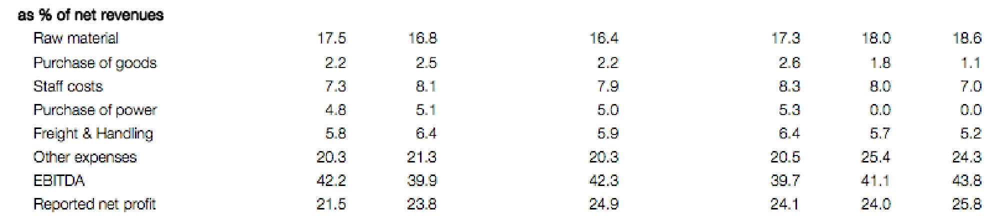 as % of net revenues
Raw material 17.5 16.8 16.4 17.3 18.0 18.6
Purchase of goods 2.2 2.5 2.2 2.6 1.8 1.1
Staff costs 7.3 8.1 7.9 8.3 8.0 7.0
Purchase of power 4.8 5.1 5.0 5.3 0.0 0.0
Freight & Handling 5.8 6.4 5.9 6.4 5.7 5.2
Other expenses 20.3 21.3 20.3 20.5 25.4 24.3
EBITDA 42.2 39.9 42.3 39.7 41.1 43.8
Reported net profit 21.5 23.8 24.9 24.1 24.0 25.8